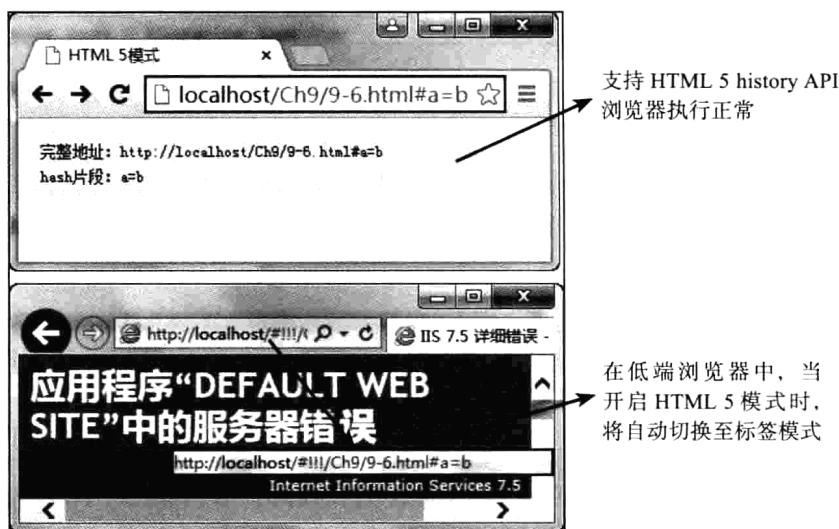 HTML 5模式
localhost/Ch9/9-6.html#a=b
完整地址: http://localhost/Ch9/9-6.html#a=b
hash片段: a=b
支持 HTML 5 history API
浏览器执行正常
http://localhost/#!!!/
IIS 7.5 详细错误 -
应用程序“DEFAULT WEB
SITE”中的服务器错误
http://localhost/#!!!/Ch9/9-6.html#a=b
Internet Information Services 7.5
在低端浏览器中，当
开启 HTML 5 模式时，
将自动切换至标签模式